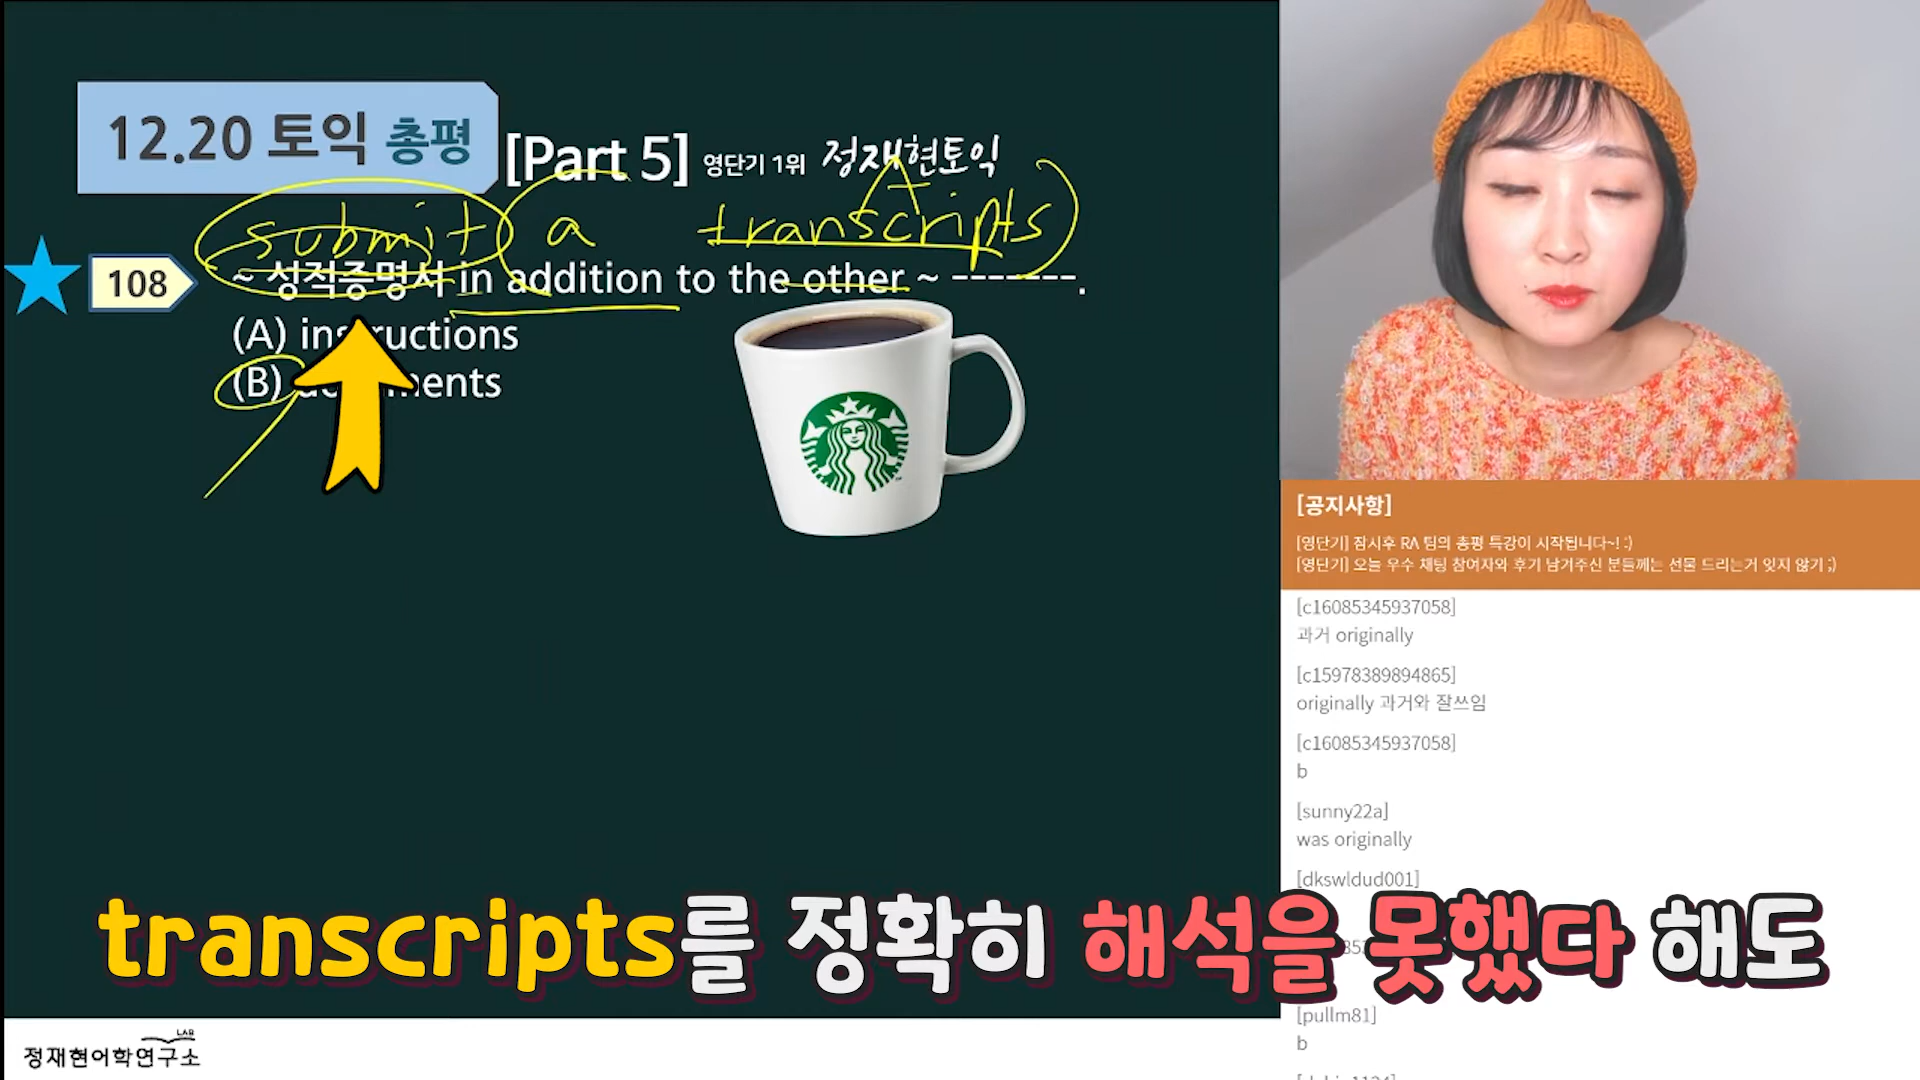 12.20 토익 총평
[Part 5] 영단기 1위 정재현토익
submit a transcripts
108
~ 성적증명서 in addition to the other ~ -------.
(A) instructions
(B)
[공지사항]
[영단기] 잠시후 RA 팀의 총평 특강이 시작됩니다~! :)
[영단기] 오늘 우수 채팅 참여자와 후기 남겨주신 분들께는 선물 드리는거 잊지 않기 ;)
[c16085345937058]
과거 originally
[c15978389894865]
originally 과거와 잘쓰임
[c16085345937058]
b
[sunny22a]
was originally
[dkswldud001]
transcripts를 정확히 해석을 못했다 해도
[pullm81]
b
정재현어학연구소
LAB